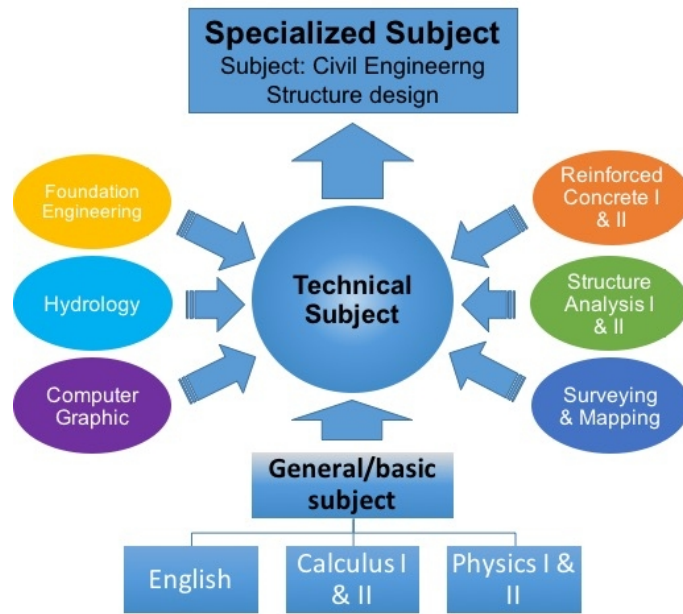 Specialized Subject
Subject: Civil Engineerng
Structure design
Foundation
Engineering
Reinforced
Concrete I
& II
Hydrology
Technical
Subject
Structure
Analysis I
& II
Computer
Graphic
Surveying
& Mapping
General/basic
subject
English
Calculus I
& II
Physics I &
II